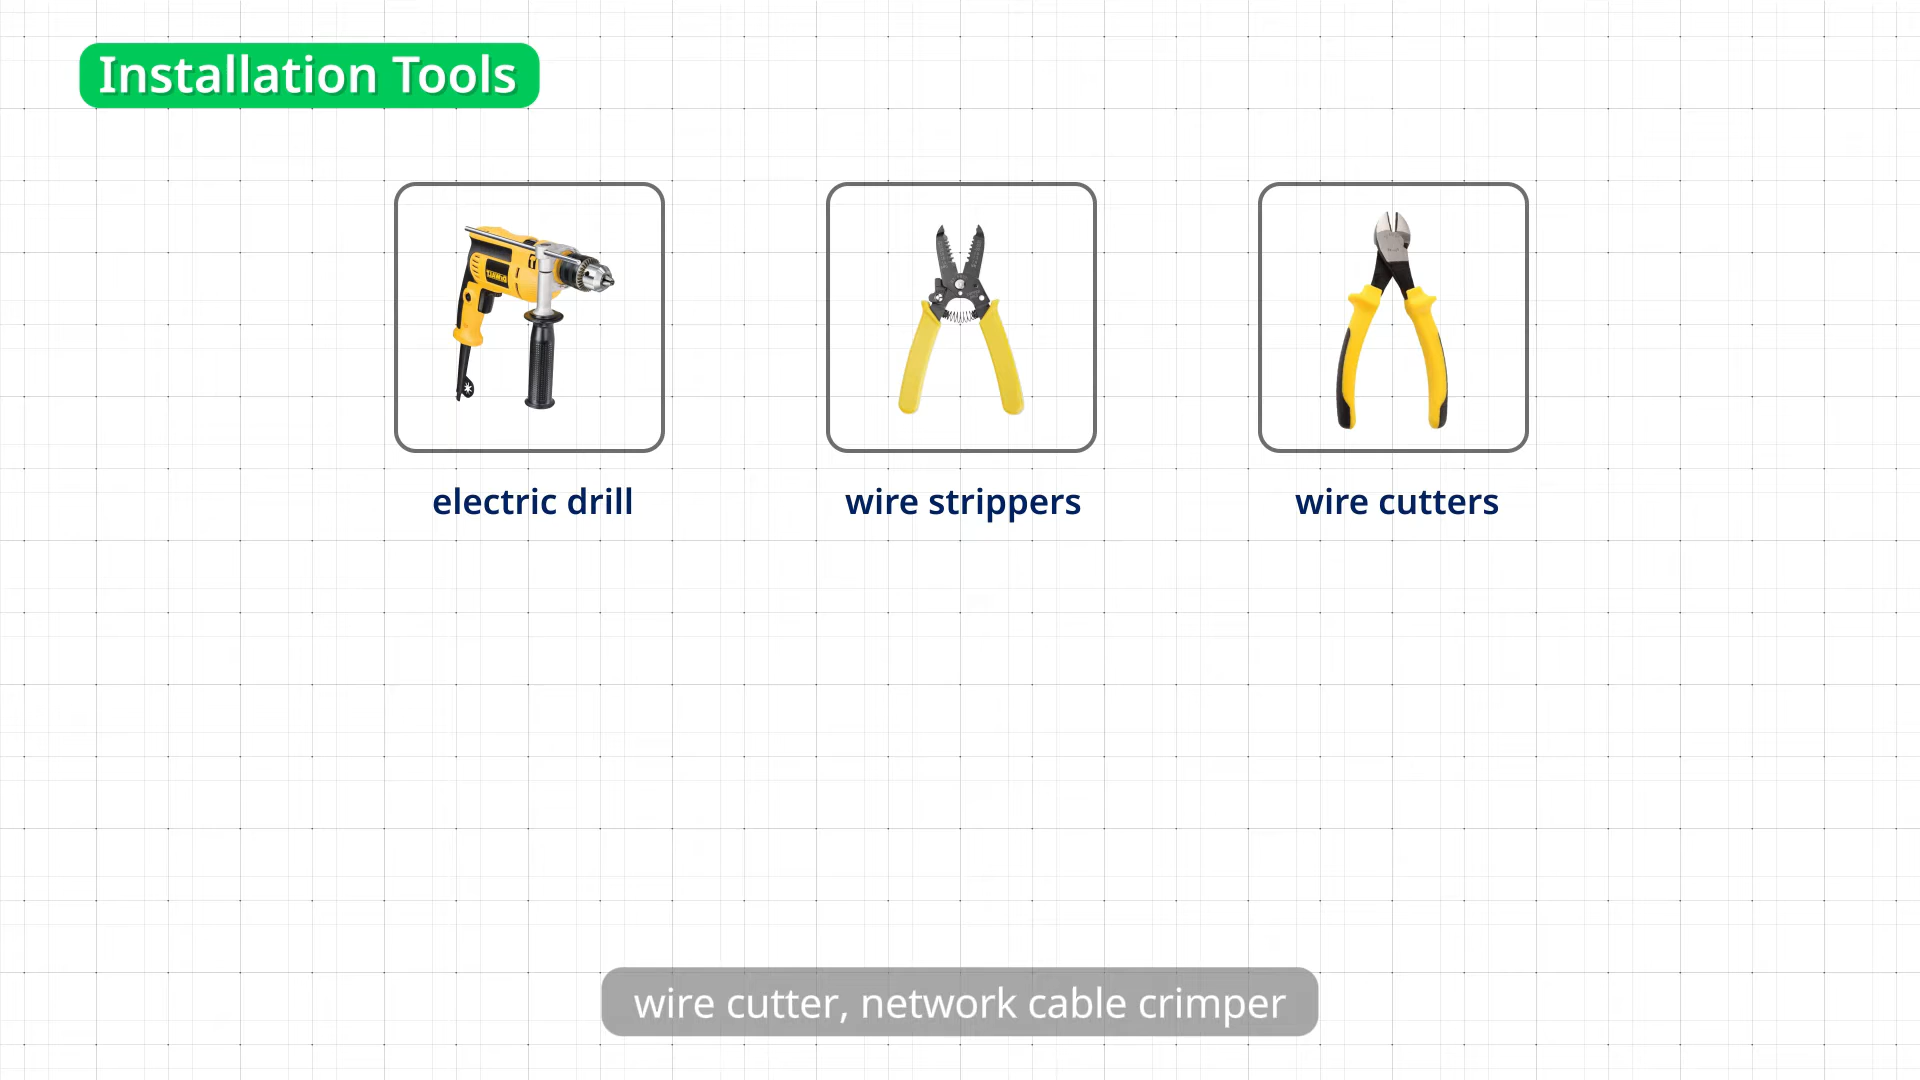 Installation Tools
electric drill
wire strippers
wire cutters
wire cutter, network cable crimper